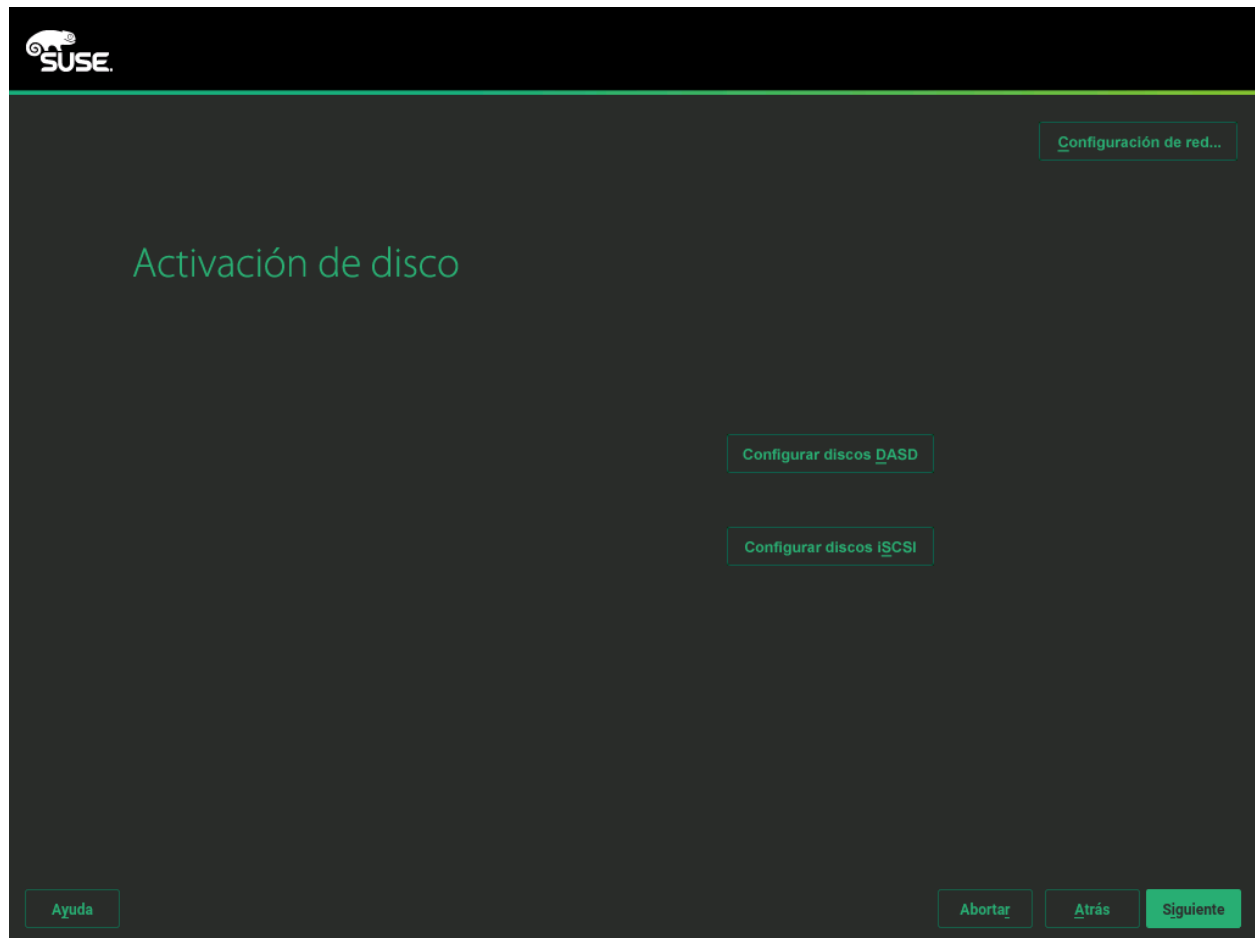 SUSE.
Configuración de red...
Activación de disco
Configurar discos DASD
Configurar discos iSCSI
Ayuda
Abortar
Atrás
Siguiente